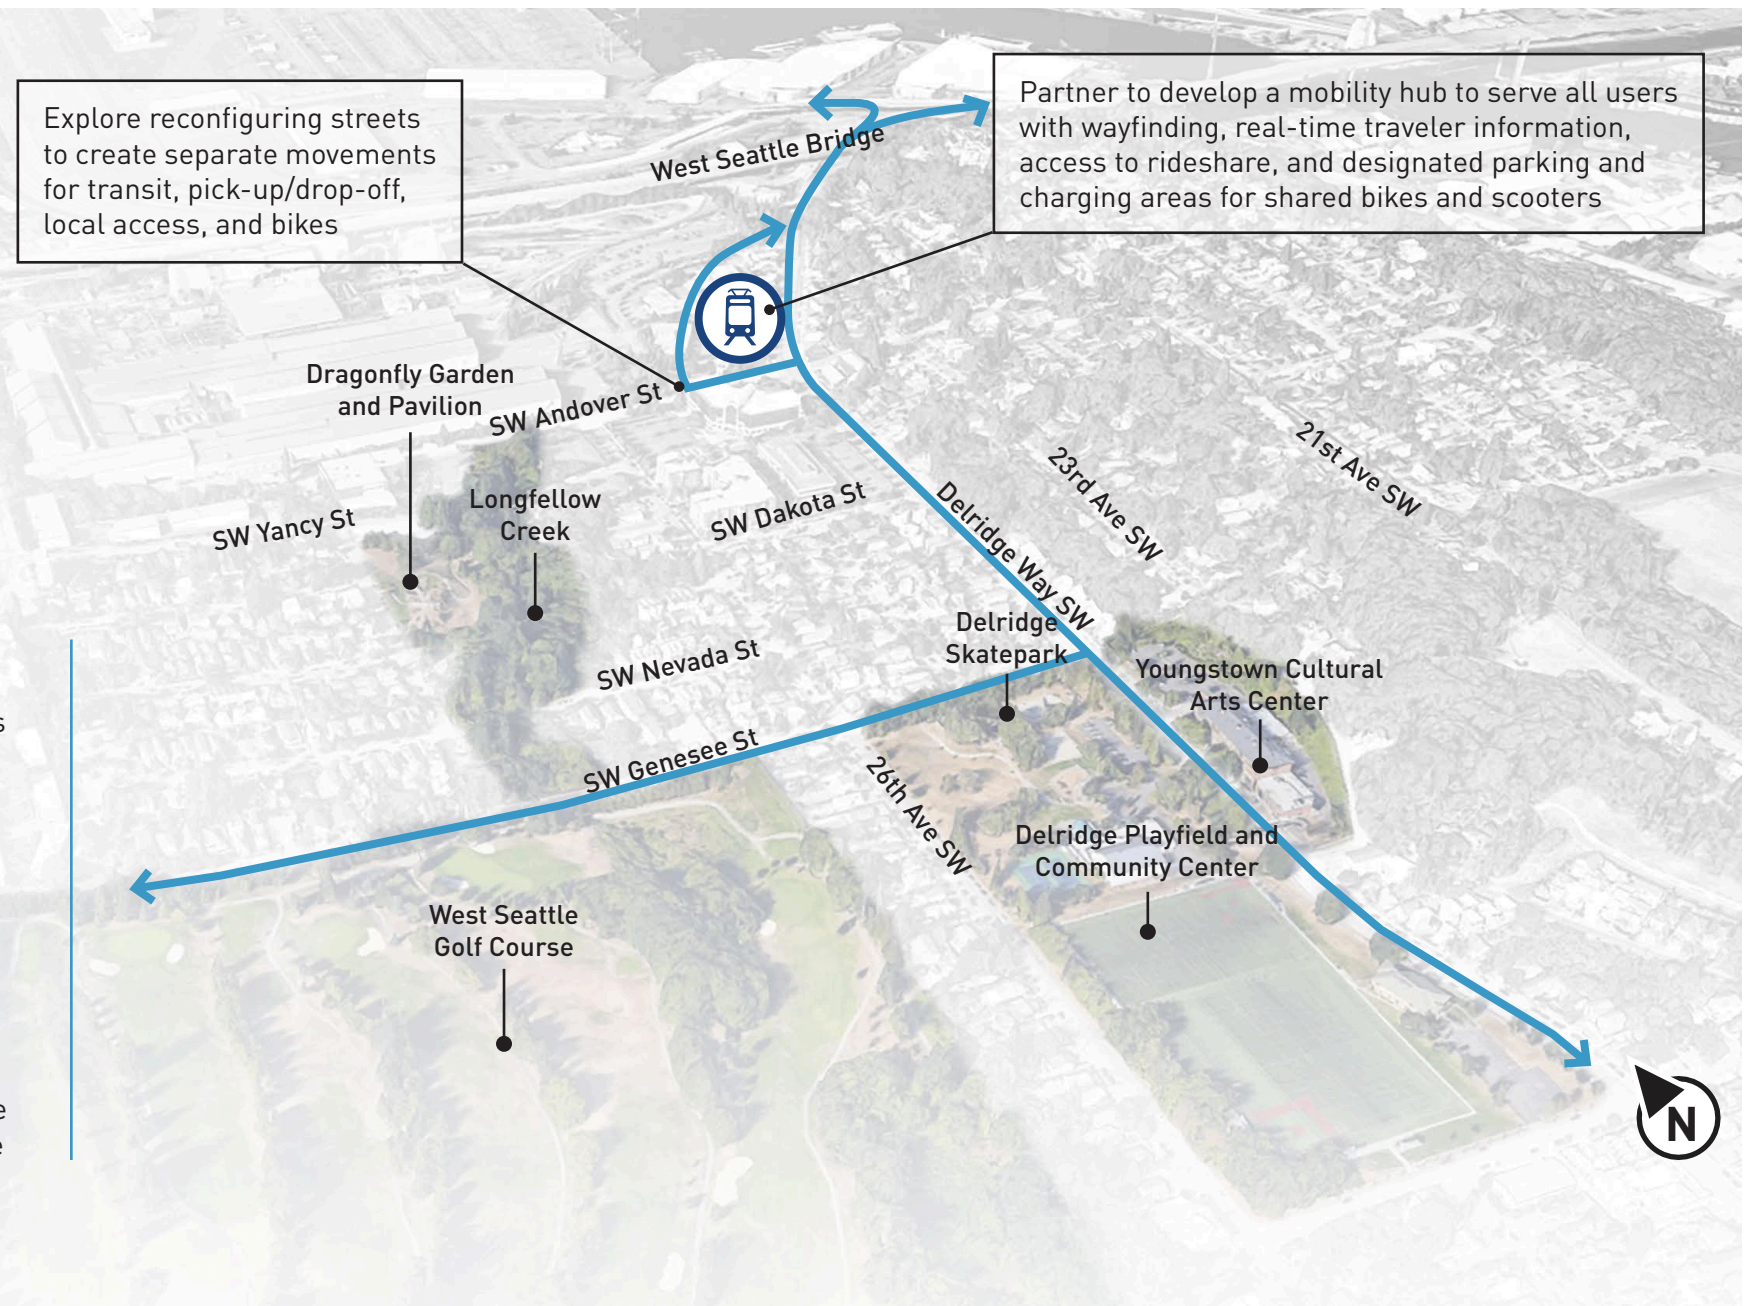 Explore reconfiguring streets
to create separate movements
for transit, pick-up/drop-off,
local access, and bikes
Partner to develop a mobility hub to serve all users
with wayfinding, real-time traveler information,
access to rideshare, and designated parking and
charging areas for shared bikes and scooters
West Seattle Bridge
Dragonfly Garden
and Pavilion
SW Andover St
21st Ave SW
23rd Ave SW
Longfellow
Creek
SW Dakota St
Delridge Way SW
SW Yancy St
Delridge
Skatepark
SW Nevada St
Youngstown Cultural
Arts Center
s
SW Genesee St
26th Ave SW
Delridge Playfield and
Community Center
West Seattle
Golf Course
e
e
N